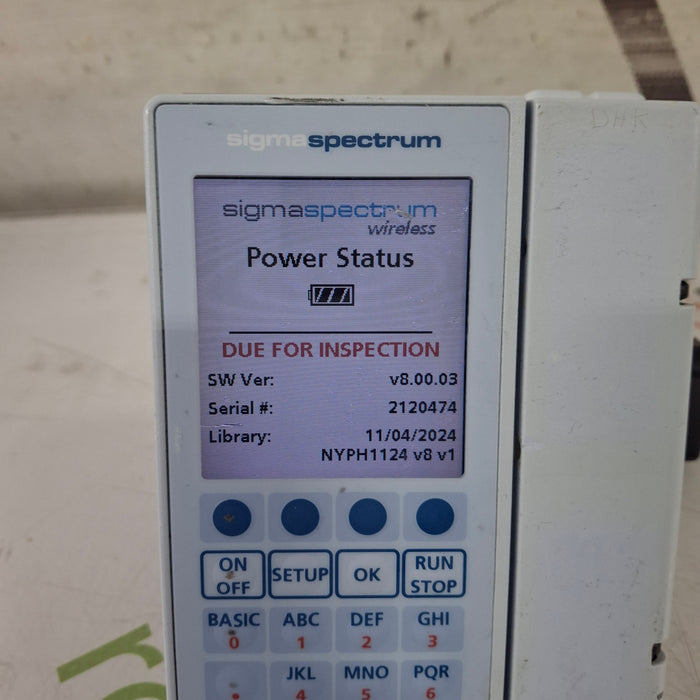 sigmaspectrum
DHR
sigmaspectrum
wireless
Power Status
DUE FOR INSPECTION
SW Ver: v8.00.03
Serial #: 2120474
Library: 11/04/2024
NYPH1124 v8 v1
ON OFF
SETUP
OK
RUN STOP
BASIC ABC DEF GHI
0 1 2 3
JKL MNO PQR
. 4 5 6